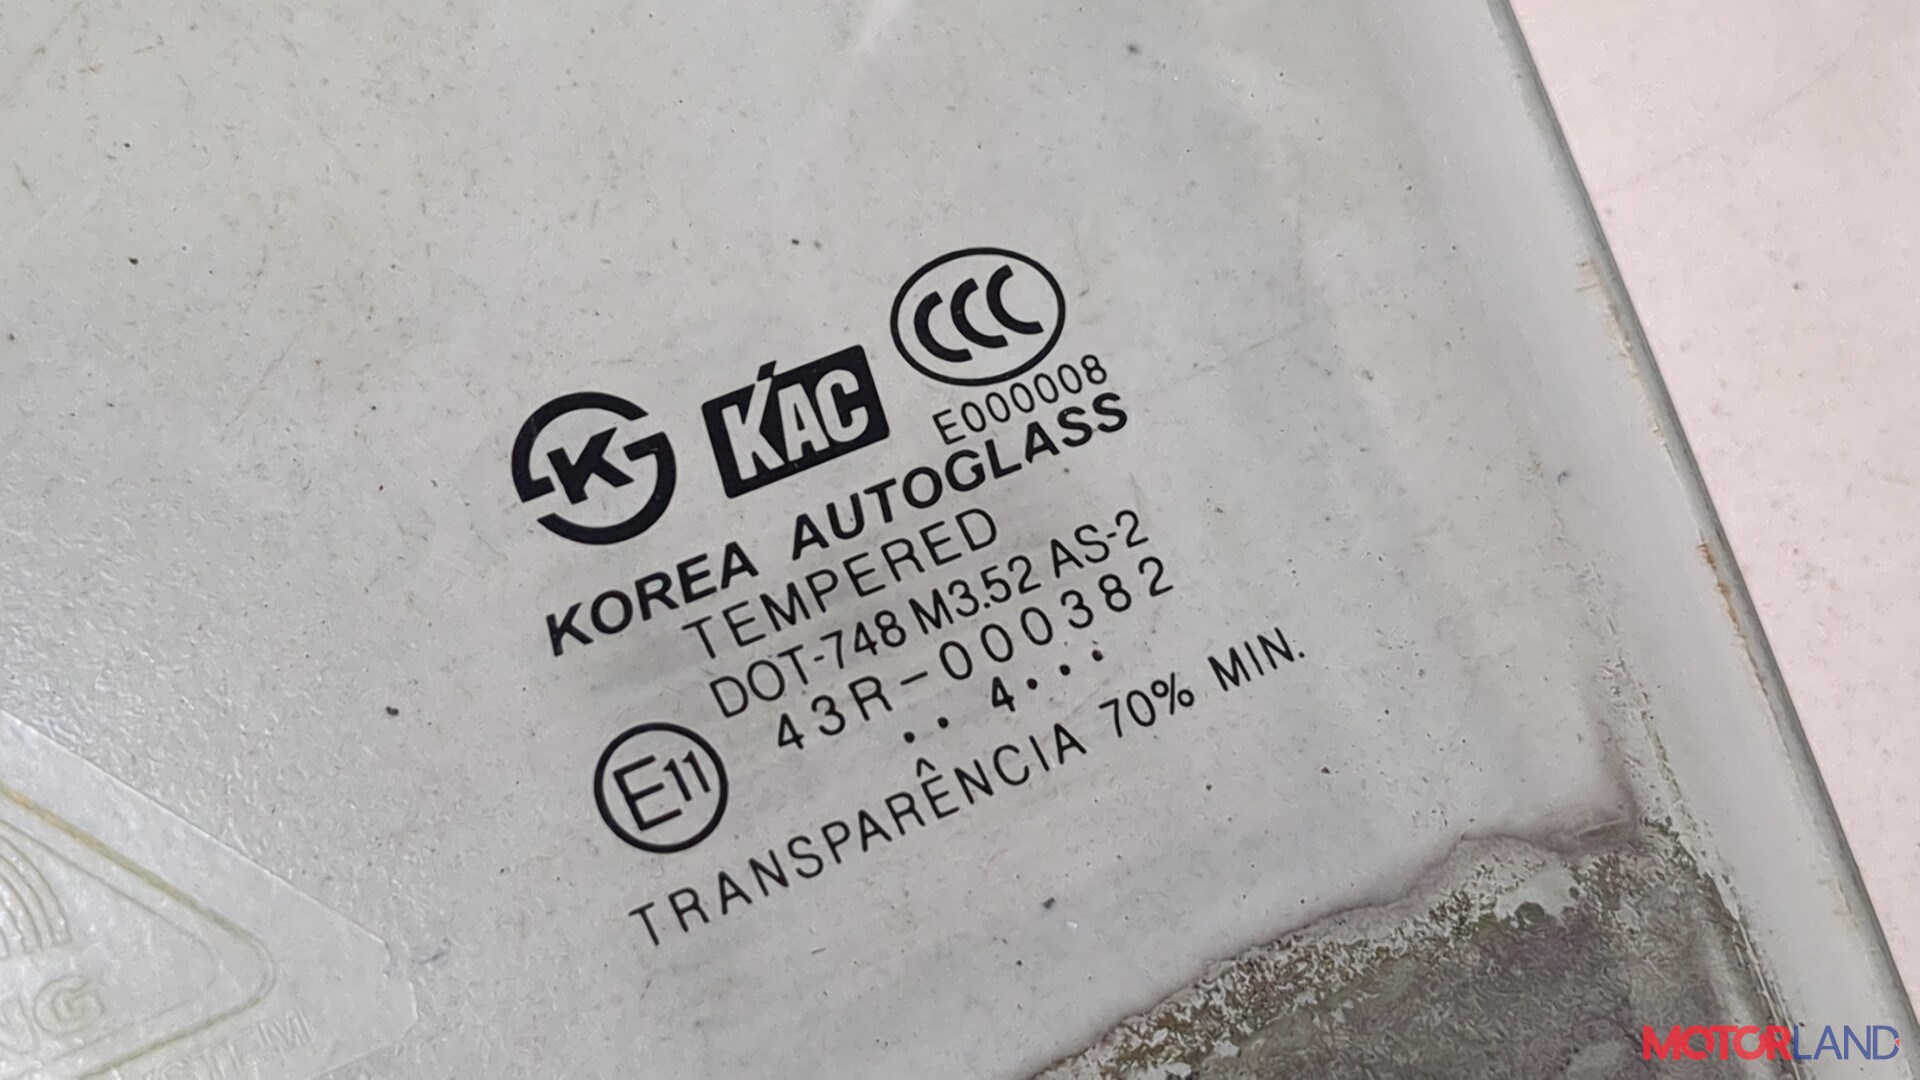 K
KAC
CCC
E000008
KOREA AUTOGLASS
TEMPERED
DOT-748 M3.52 AS-2
43R-000382
E11
•• 4 •••
TRANSPARÊNCIA 70% MIN.
MOTORLAND